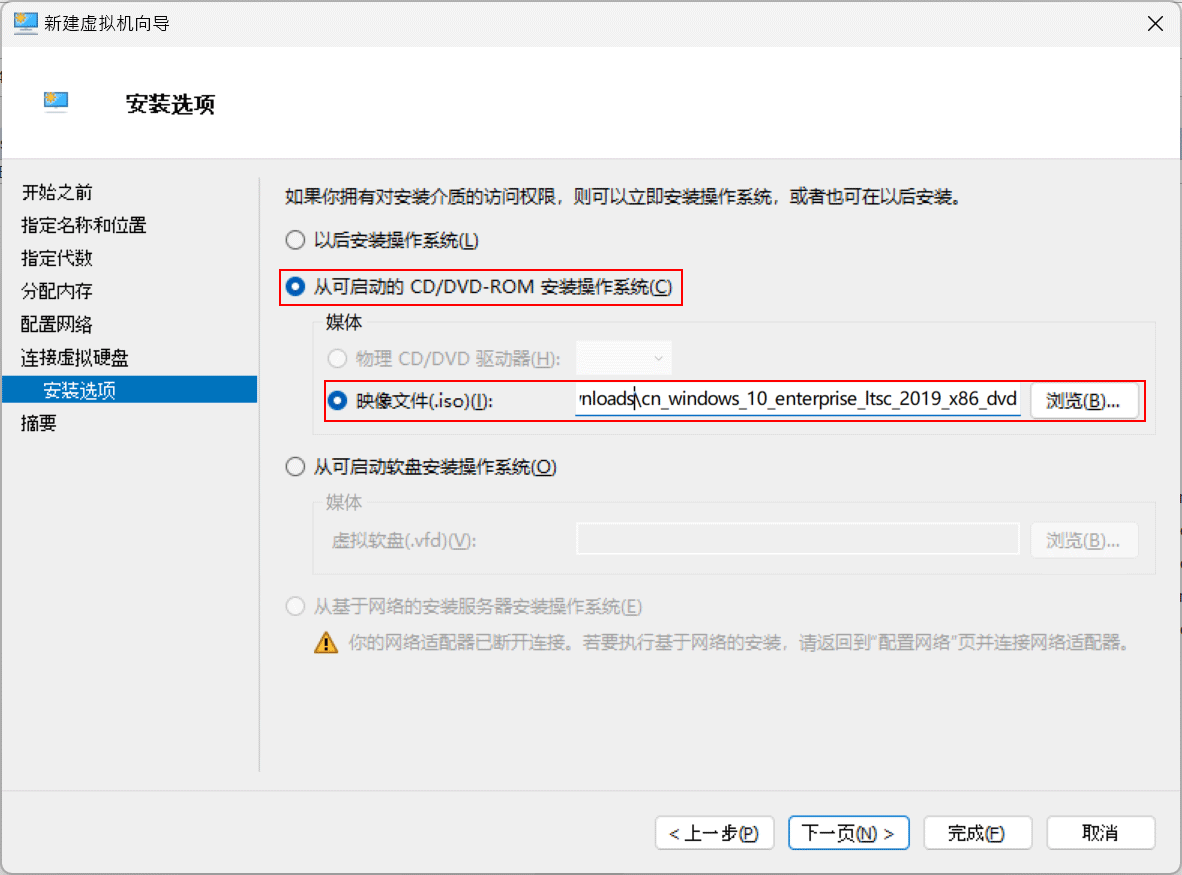 新建虚拟机向导
安装选项
开始之前
指定名称和位置
指定代数
分配内存
配置网络
连接虚拟硬盘
安装选项
摘要
如果你拥有对安装介质的访问权限，则可以立即安装操作系统，或者也可在以后安装。
以后安装操作系统(L)
从可启动的 CD/DVD-ROM 安装操作系统(C)
媒体
物理 CD/DVD 驱动器(H):
映像文件(.iso)(I): nloads\cn_windows_10_enterprise_ltsc_2019_x86_dvd 浏览(B)...
从可启动软盘安装操作系统(O)
媒体
虚拟软盘(.vfd)(V): 浏览(B)...
从基于网络的安装服务器安装操作系统(E)
你的网络适配器已断开连接。若要执行基于网络的安装，请返回到“配置网络”页并连接网络适配器。
< 上一步(P) 下一页(N) > 完成(F) 取消